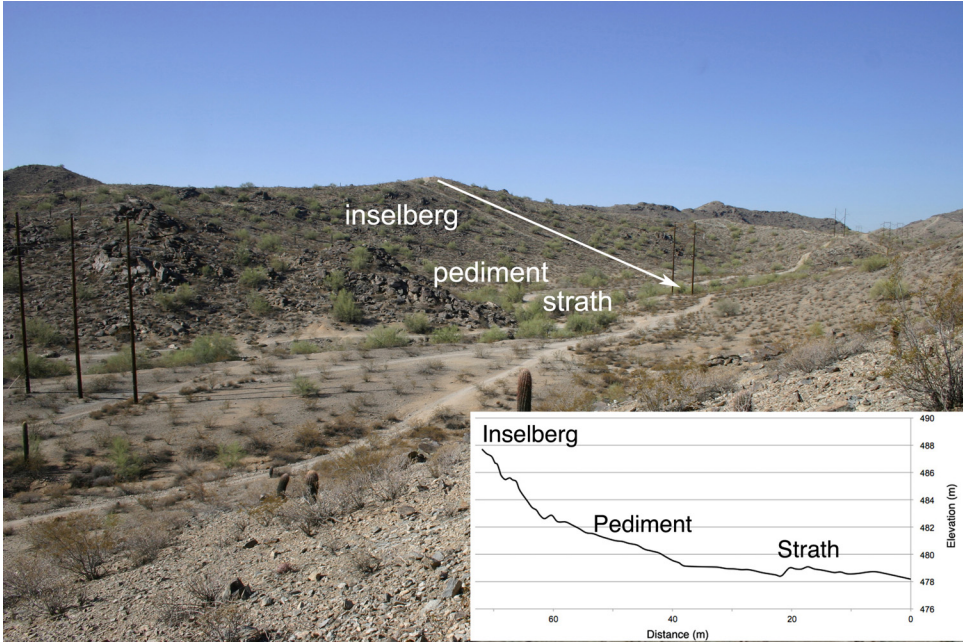 inselberg
pediment
strath
Inselberg
Pediment
Strath
490
488
486
484
482
480
478
476
Elevation (m)
60
40
20
0
Distance (m)